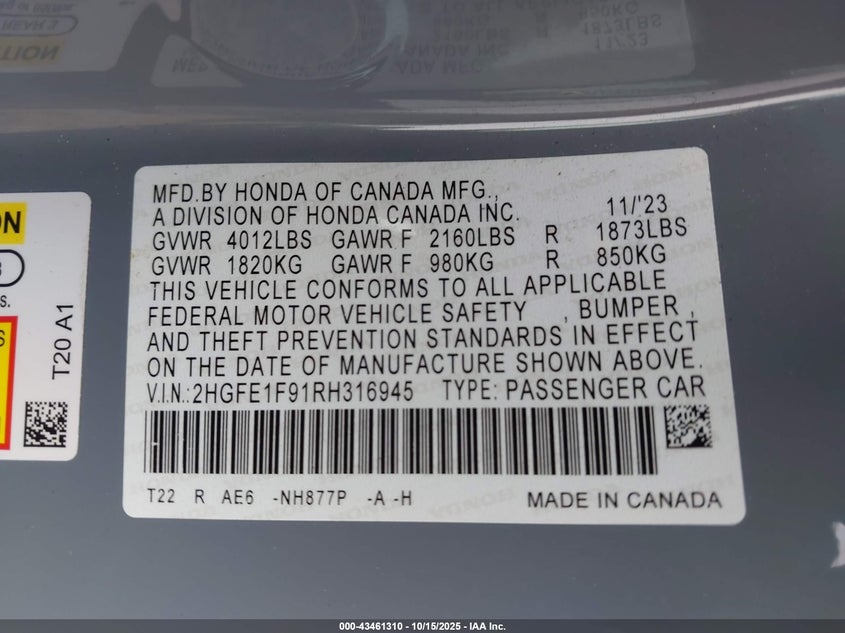 MFD.BY HONDA OF CANADA MFG.,
A DIVISION OF HONDA CANADA INC. 11/'23
GVWR 4012LBS GAWR F 2160LBS R 1873LBS
GVWR 1820KG GAWR F 980KG R 850KG
THIS VEHICLE CONFORMS TO ALL APPLICABLE
FEDERAL MOTOR VEHICLE SAFETY , BUMPER ,
AND THEFT PREVENTION STANDARDS IN EFFECT
ON THE DATE OF MANUFACTURE SHOWN ABOVE.
V.I.N.:2HGFE1F91RH316945 TYPE: PASSENGER CAR
T22 R AE6 -NH877P -A -H MADE IN CANADA
T20 A1
000-43461310 - 10/15/2025 - IAA Inc.